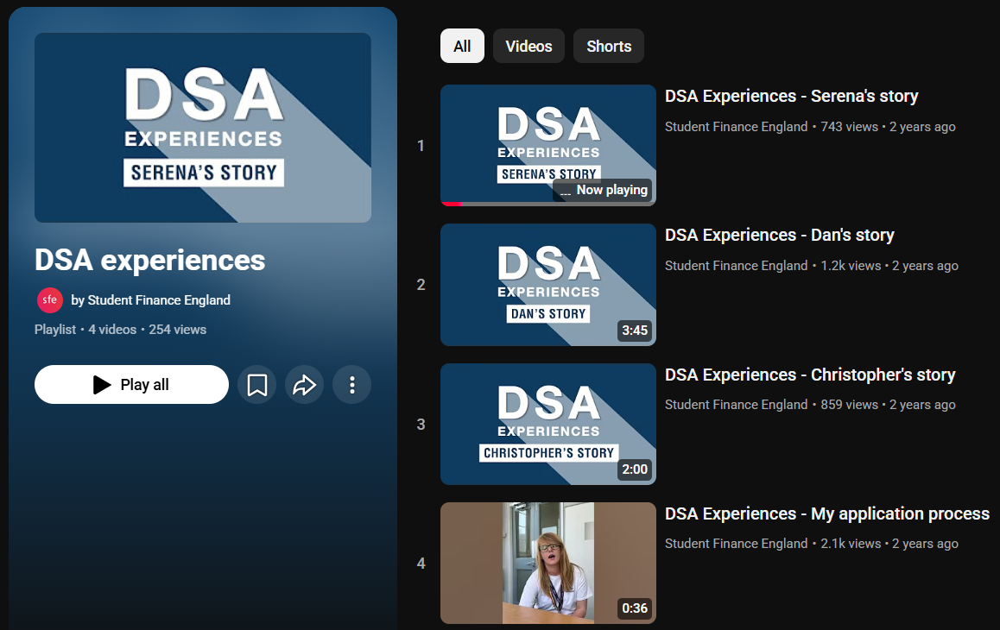 DSA
EXPERIENCES
SERENA'S STORY
DSA experiences
sfe by Student Finance England
Playlist • 4 videos • 254 views
Play all
All Videos Shorts
1
DSA
EXPERIENCES
SERENA'S STORY
Now playing
DSA Experiences - Serena's story
Student Finance England • 743 views • 2 years ago
2
DSA
EXPERIENCES
DAN'S STORY
3:45
DSA Experiences - Dan's story
Student Finance England • 1.2k views • 2 years ago
3
DSA
EXPERIENCES
CHRISTOPHER'S STORY
2:00
DSA Experiences - Christopher's story
Student Finance England • 859 views • 2 years ago
4
0:36
DSA Experiences - My application process
Student Finance England • 2.1k views • 2 years ago